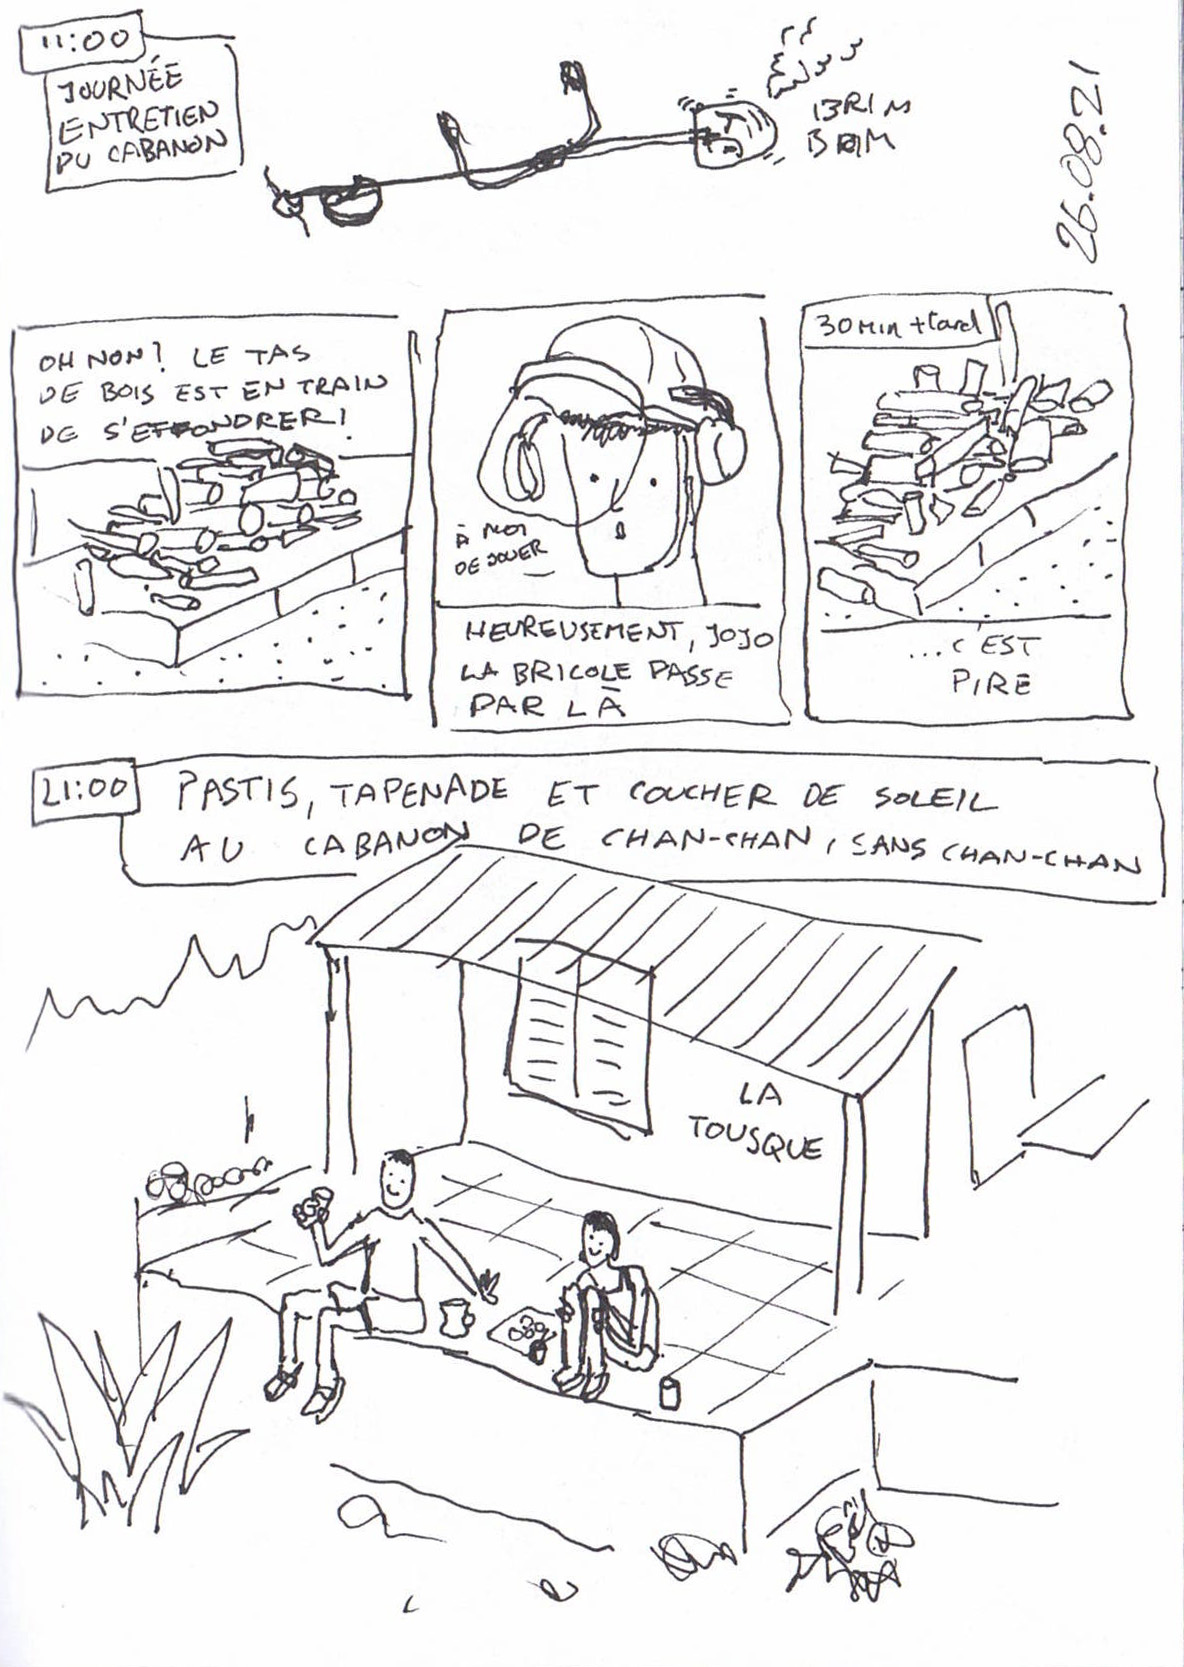 11:00
JOURNÉE
ENTRETIEN
DU CABANON
BRIM
BRIM
26.08.21
OH NON! LE TAS
DE BOIS EST EN TRAIN
DE S'EFFONDRER!
À MOI
DE JOUER
HEUREUSEMENT, JOJO
LA BRICOLE PASSE
PAR LÀ
30 Min + tard
...C'EST
PIRE
21:00
PASTIS, TAPENADE ET COUCHER DE SOLEIL
AU CABANON DE CHAN-CHAN, SANS CHAN-CHAN
LA
TOUSQUE